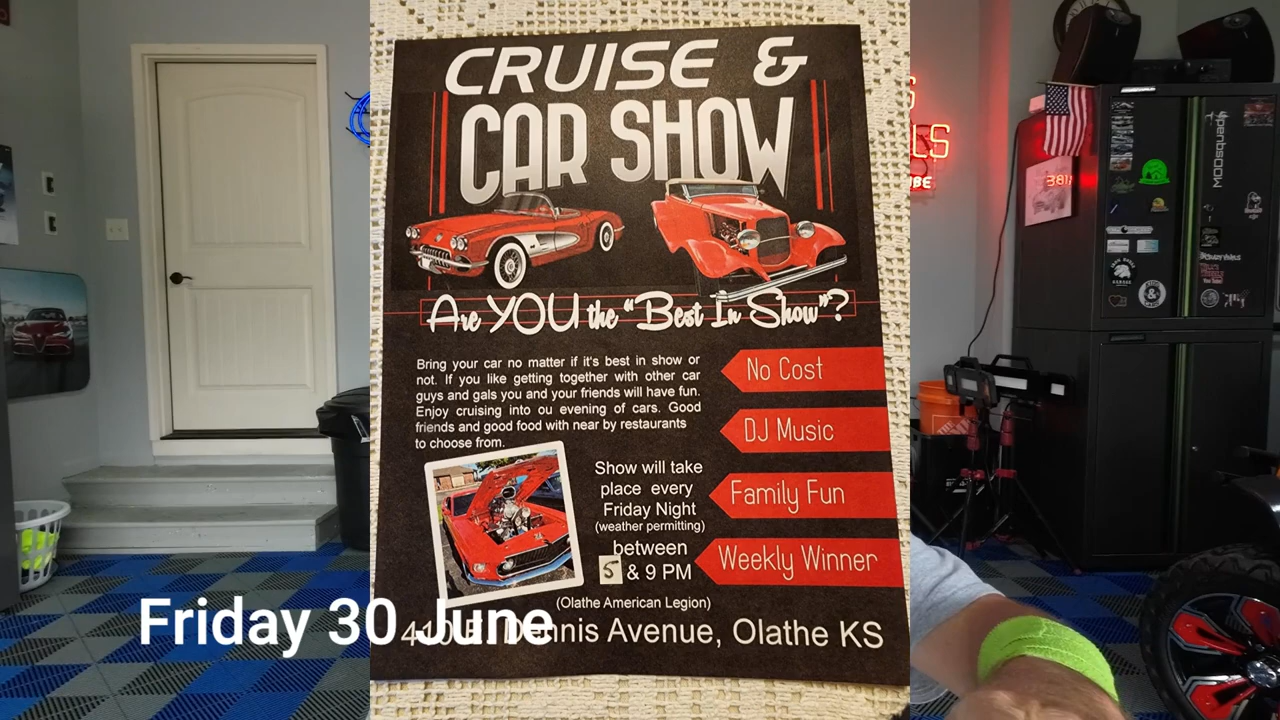 CRUISE &
CAR SHOW
Are YOU the "Best In Show"?
Bring your car no matter if it's best in show or
not. If you like getting together with other car
guys and gals you and your friends will have fun.
Enjoy cruising into ou evening of cars. Good
friends and good food with near by restaurants
to choose from.
No Cost
DJ Music
Family Fun
Weekly Winner
Show will take
place every
Friday Night
(weather permitting)
between
5 & 9 PM
(Olathe American Legion)
Dennis Avenue, Olathe KS
Friday 30 June
LS
MODsquad